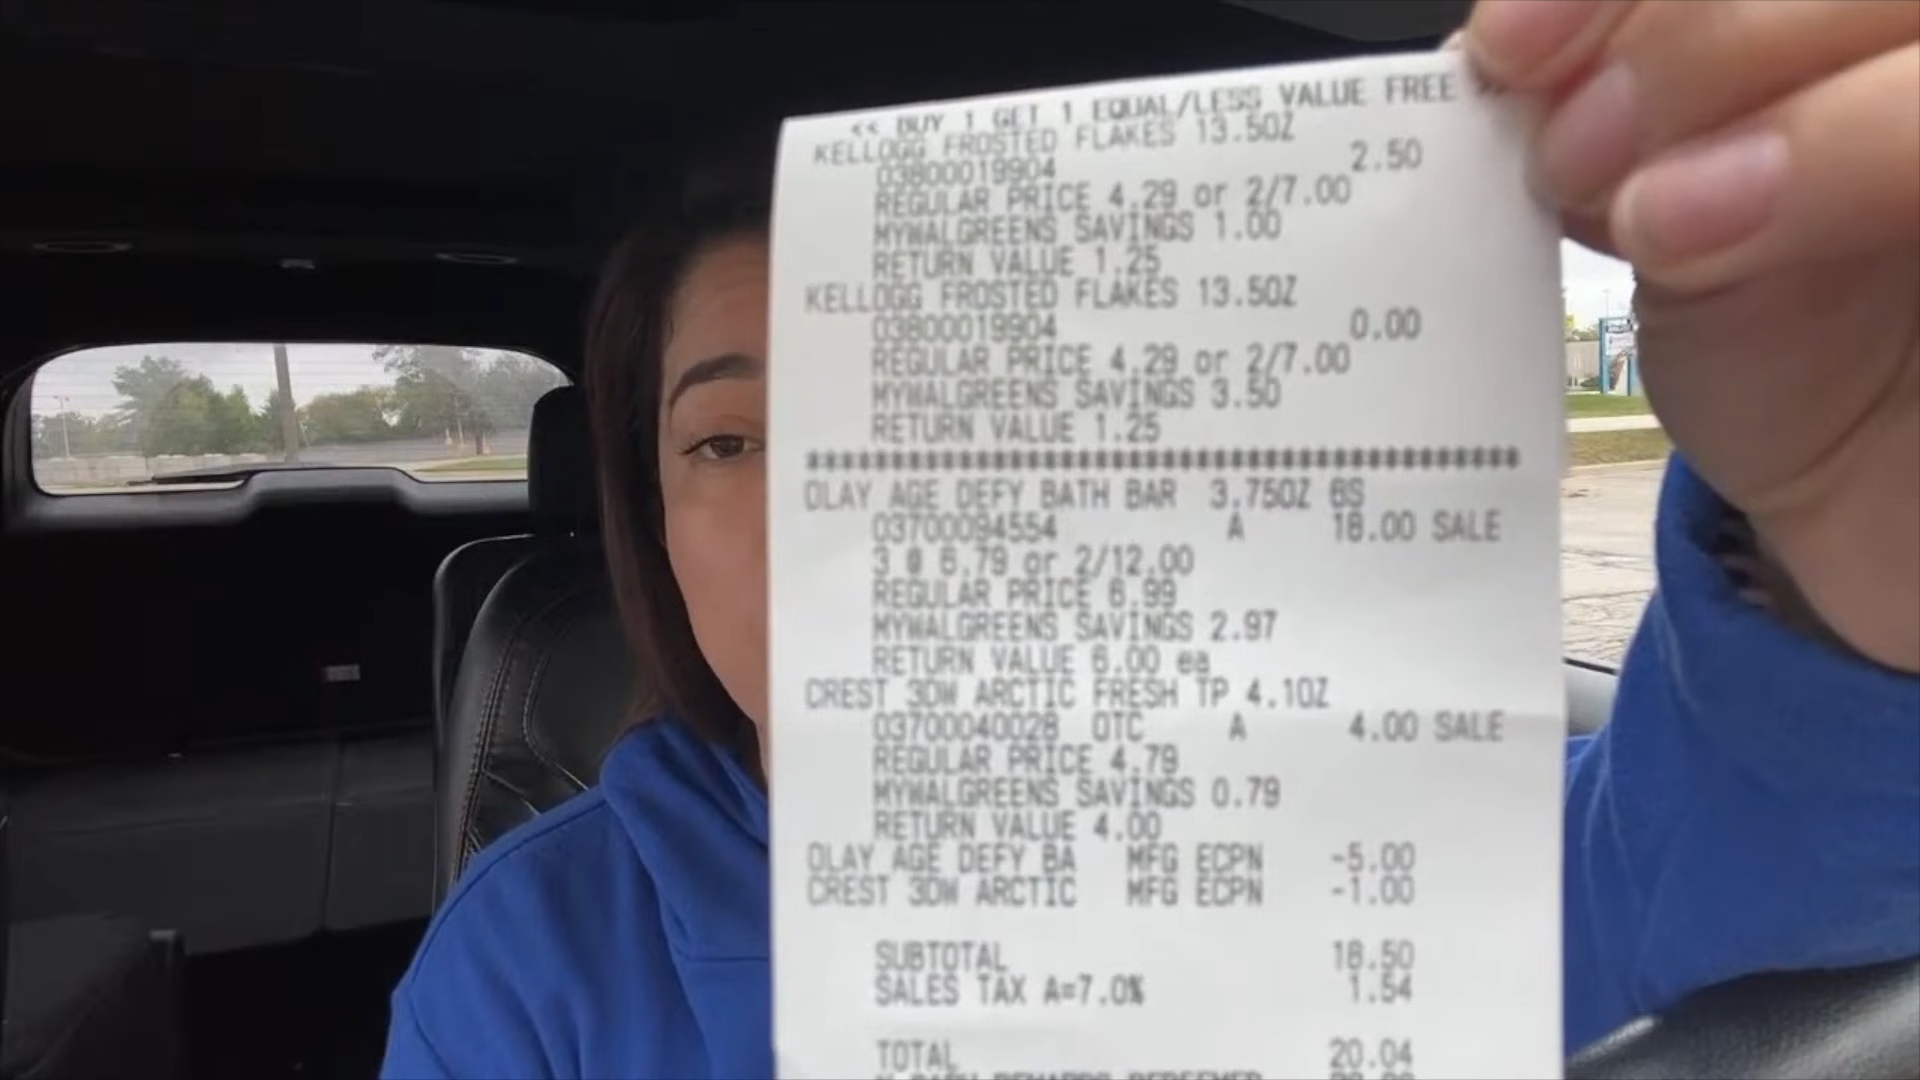 << BUY 1 GET 1 EQUAL/LESS VALUE FREE >>
KELLOGG FROSTED FLAKES 13.5OZ
03800019904 2.50
REGULAR PRICE 4.29 or 2/7.00
MYWALGREENS SAVINGS 1.00
RETURN VALUE 1.25
KELLOGG FROSTED FLAKES 13.5OZ
03800019904 0.00
REGULAR PRICE 4.29 or 2/7.00
MYWALGREENS SAVINGS 3.50
RETURN VALUE 1.25
OLAY AGE DEFY BATH BAR 3.75OZ 6S
03700094554 A 18.00 SALE
3 @ 6.79 or 2/12.00
REGULAR PRICE 6.99
MYWALGREENS SAVINGS 2.97
RETURN VALUE 6.00 ea
CREST 3DW ARCTIC FRESH TP 4.1OZ
03700040028 OTC A 4.00 SALE
REGULAR PRICE 4.79
MYWALGREENS SAVINGS 0.79
RETURN VALUE 4.00
OLAY AGE DEFY BA MFG ECPN -5.00
CREST 3DW ARCTIC MFG ECPN -1.00
SUBTOTAL 18.50
SALES TAX A=7.0% 1.54
TOTAL 20.04